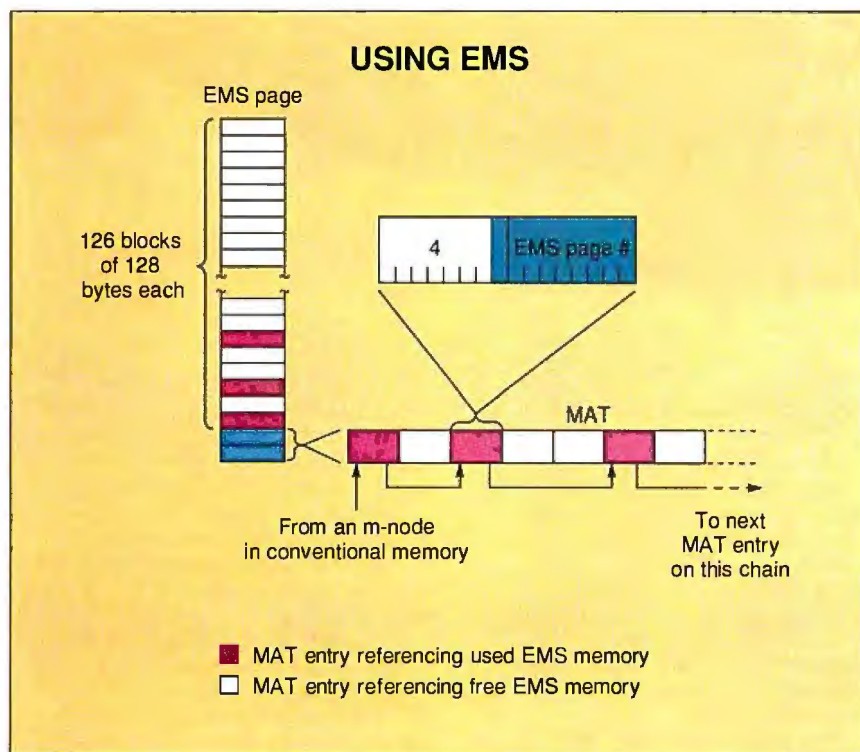 USING EMS
EMS page
126 blocks
of 128
bytes each
4
EMS page #
MAT
From an m-node
in conventional memory
To next
MAT entry
on this chain
MAT entry referencing used EMS memory
MAT entry referencing free EMS memory